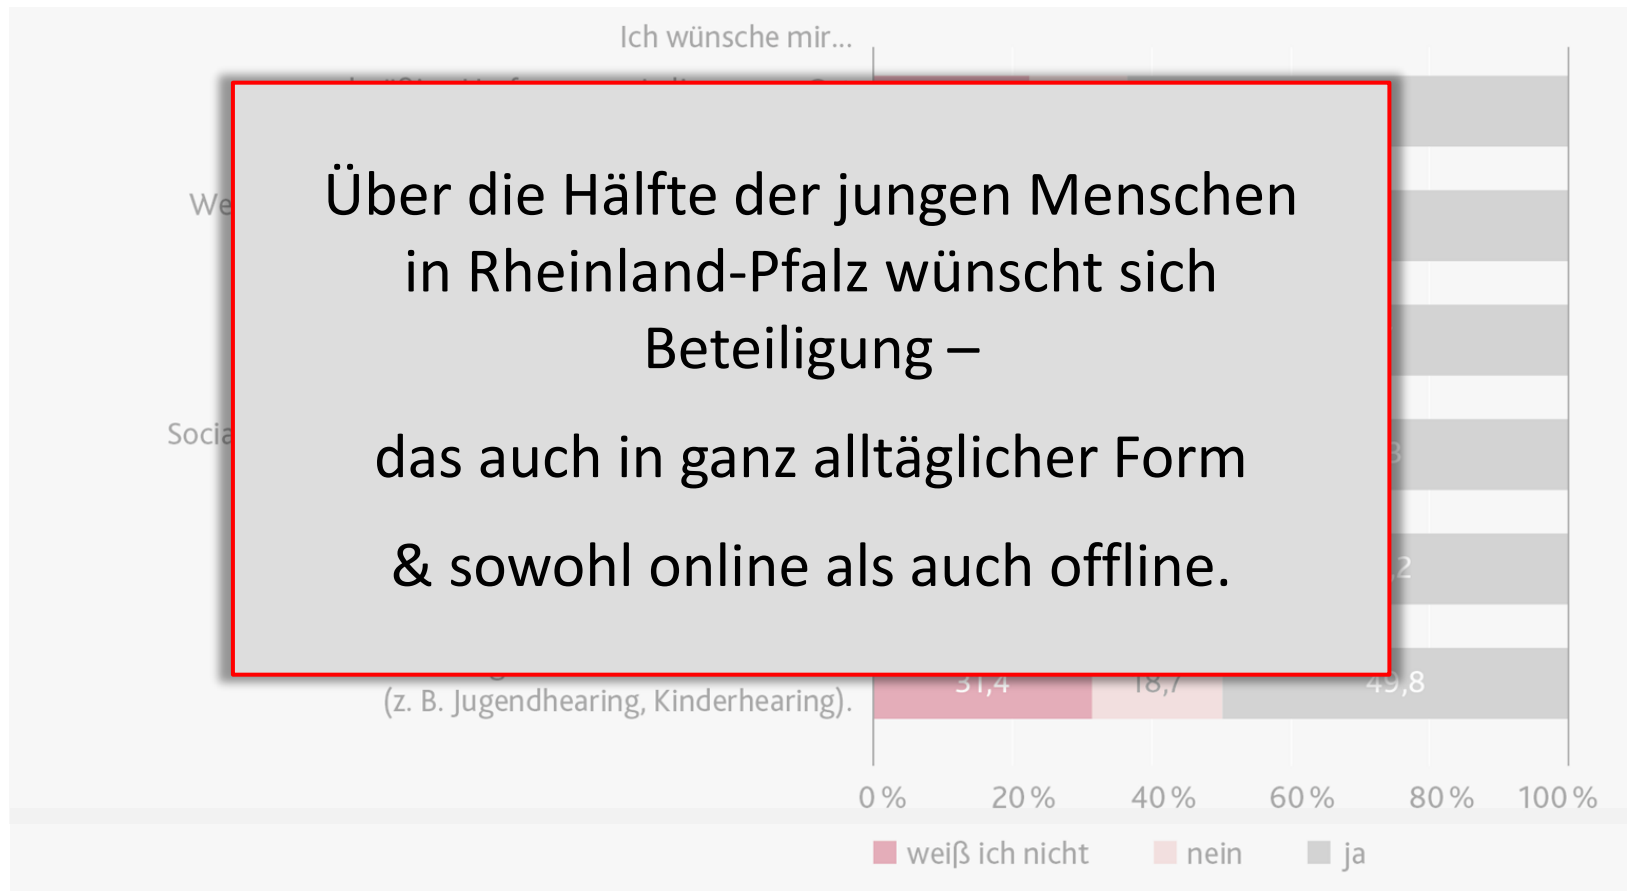 Ich wünsche mir...
Über die Hälfte der jungen Menschen
in Rheinland-Pfalz wünscht sich
Beteiligung –
das auch in ganz alltäglicher Form
& sowohl online als auch offline.
(z. B. Jugendhearing, Kinderhearing).
31,4 18,7 49,8
0 % 20 % 40 % 60 % 80 % 100 %
weiß ich nicht nein ja